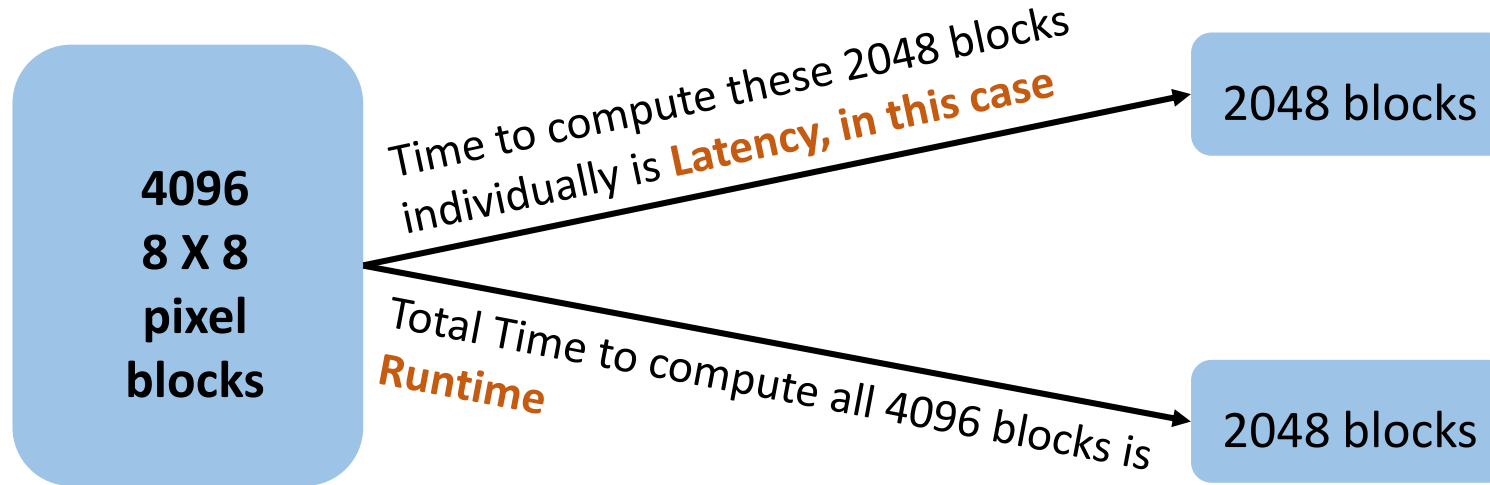 4096
8 X 8
pixel
blocks
Time to compute these 2048 blocks
individually is Latency, in this case
2048 blocks
Total Time to compute all 4096 blocks is
Runtime
2048 blocks